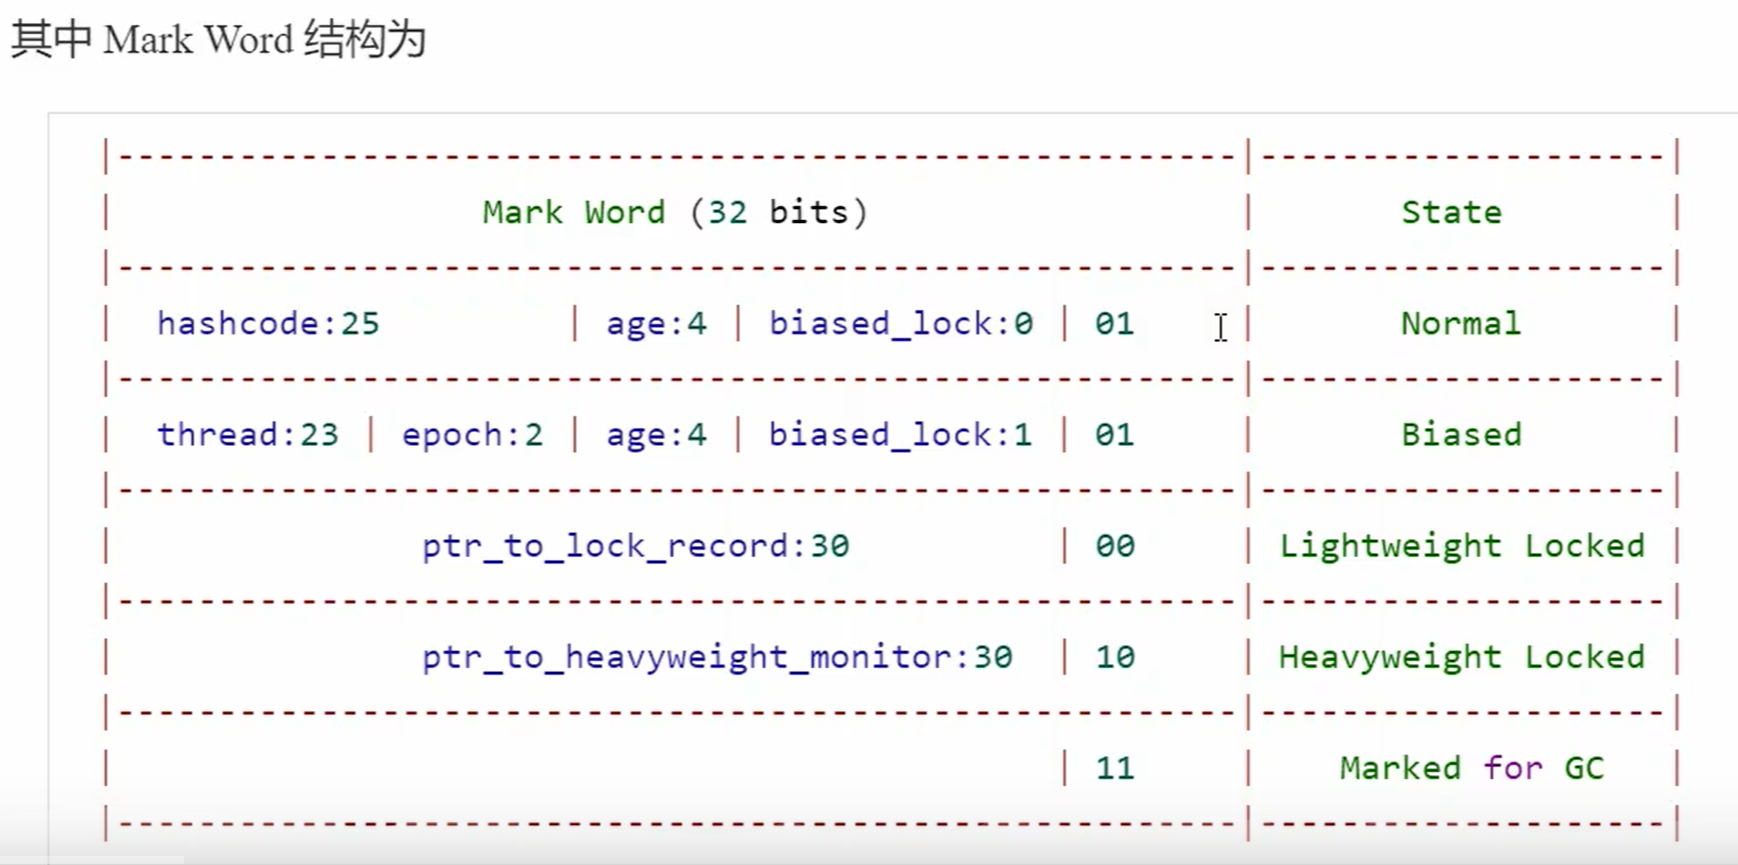 其中 Mark Word 结构为
|--------------------------------------------------------|--------------------|
| Mark Word (32 bits) | State |
|--------------------------------------------------------|--------------------|
| hashcode:25 | age:4 | biased_lock:0 | 01 | Normal |
|--------------------------------------------------------|--------------------|
| thread:23 | epoch:2 | age:4 | biased_lock:1 | 01 | Biased |
|--------------------------------------------------------|--------------------|
| ptr_to_lock_record:30 | 00 | Lightweight Locked |
|--------------------------------------------------------|--------------------|
| ptr_to_heavyweight_monitor:30 | 10 | Heavyweight Locked |
|--------------------------------------------------------|--------------------|
| | 11 | Marked for GC |
|--------------------------------------------------------|--------------------|